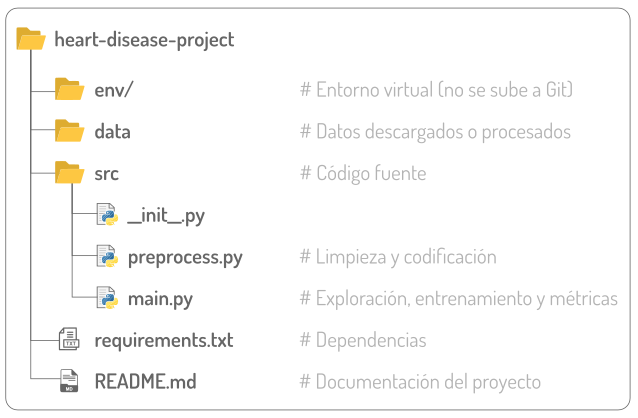 heart-disease-project
env/ # Entorno virtual (no se sube a Git)
data # Datos descargados o procesados
src # Código fuente
__init__.py
preprocess.py # Limpieza y codificación
main.py # Exploración, entrenamiento y métricas
TXT requirements.txt # Dependencias
MD README.md # Documentación del proyecto